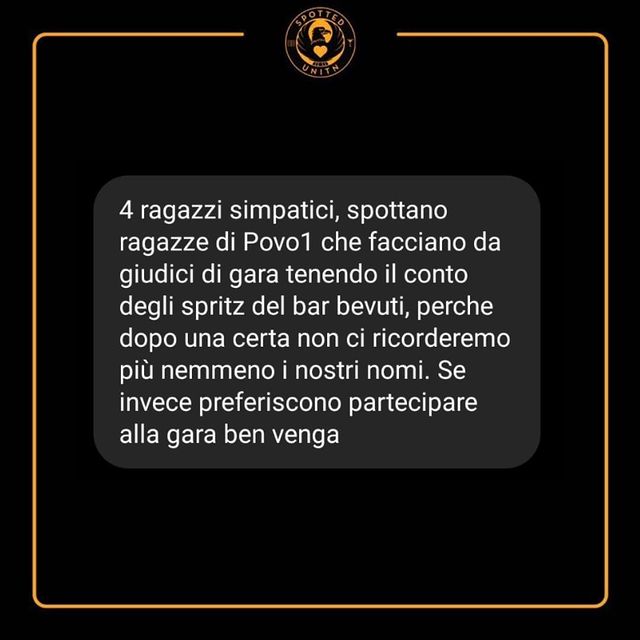 SPOTTED
UNITN
4 ragazzi simpatici, spottano
ragazze di Povo1 che facciano da
giudici di gara tenendo il conto
degli spritz del bar bevuti, perche
dopo una certa non ci ricorderemo
più nemmeno i nostri nomi. Se
invece preferiscono partecipare
alla gara ben venga